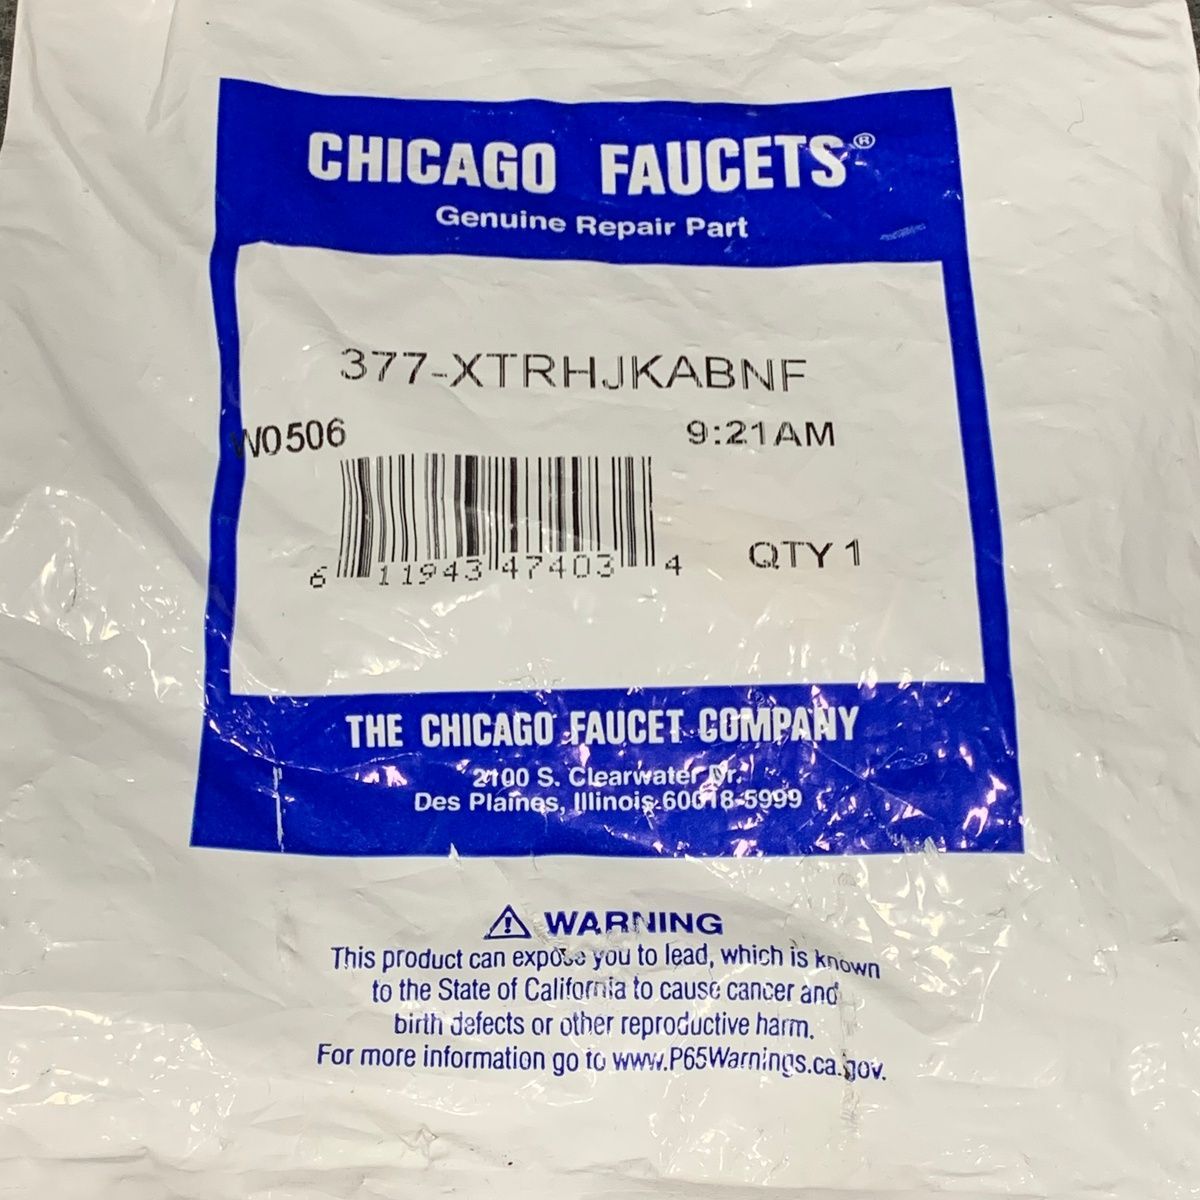 CHICAGO FAUCETS®
Genuine Repair Part
377-XTRHJKABNF
W0506 9:21AM
6 11943 47403 4 QTY 1
THE CHICAGO FAUCET COMPANY
2100 S. Clearwater Dr.
Des Plaines, Illinois 60018-5999
⚠ WARNING
This product can expose you to lead, which is known
to the State of California to cause cancer and
birth defects or other reproductive harm.
For more information go to www.P65Warnings.ca.gov.